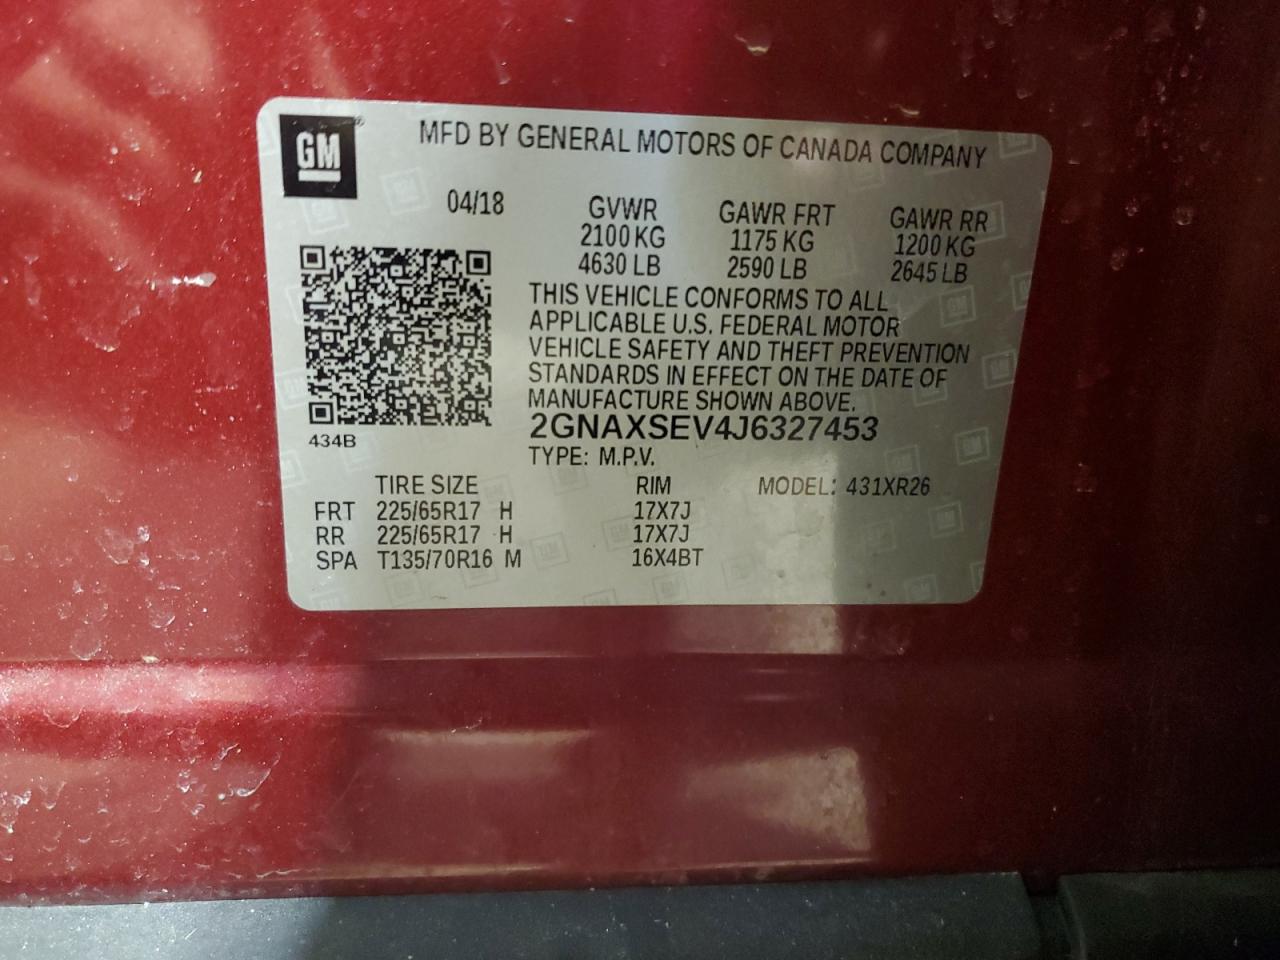 GM ®
MFD BY GENERAL MOTORS OF CANADA COMPANY
04/18 GVWR GAWR FRT GAWR RR
2100 KG 1175 KG 1200 KG
4630 LB 2590 LB 2645 LB
THIS VEHICLE CONFORMS TO ALL
APPLICABLE U.S. FEDERAL MOTOR
VEHICLE SAFETY AND THEFT PREVENTION
STANDARDS IN EFFECT ON THE DATE OF
MANUFACTURE SHOWN ABOVE.
434B 2GNAXSEV4J6327453
TYPE: M.P.V.
TIRE SIZE RIM MODEL: 431XR26
FRT 225/65R17 H 17X7J
RR 225/65R17 H 17X7J
SPA T135/70R16 M 16X4BT